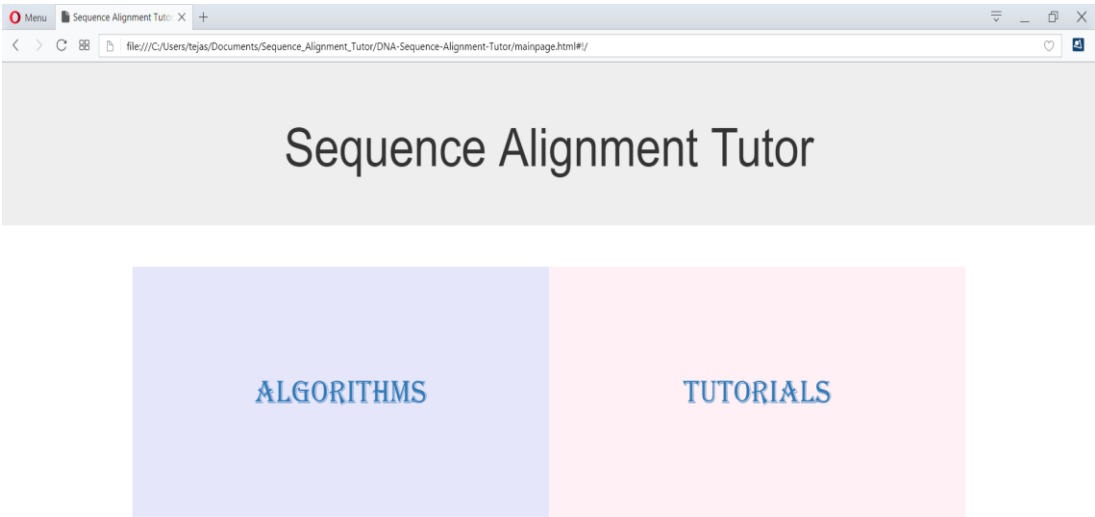 Menu
Sequence Alignment Tuto
file:///C:/Users/tejas/Documents/Sequence_Alignment_Tutor/DNA-Sequence-Alignment-Tutor/mainpage.html#!/
Sequence Alignment Tutor
ALGORITHMS
TUTORIALS